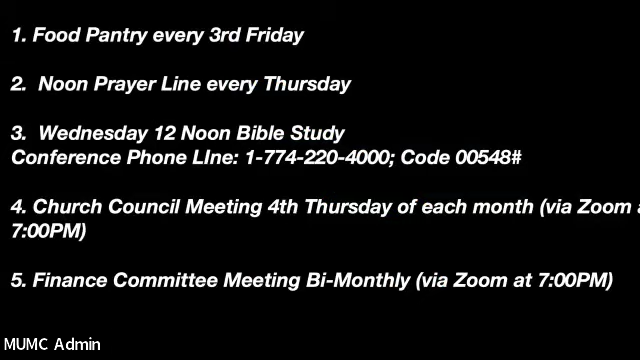 1. Food Pantry every 3rd Friday
2.  Noon Prayer Line every Thursday
3.  Wednesday 12 Noon Bible Study
Conference Phone LIne: 1-774-220-4000; Code 00548#
4. Church Council Meeting 4th Thursday of each month (via Zoom
7:00PM)
5. Finance Committee Meeting Bi-Monthly (via Zoom at 7:00PM)
MUMC Admin